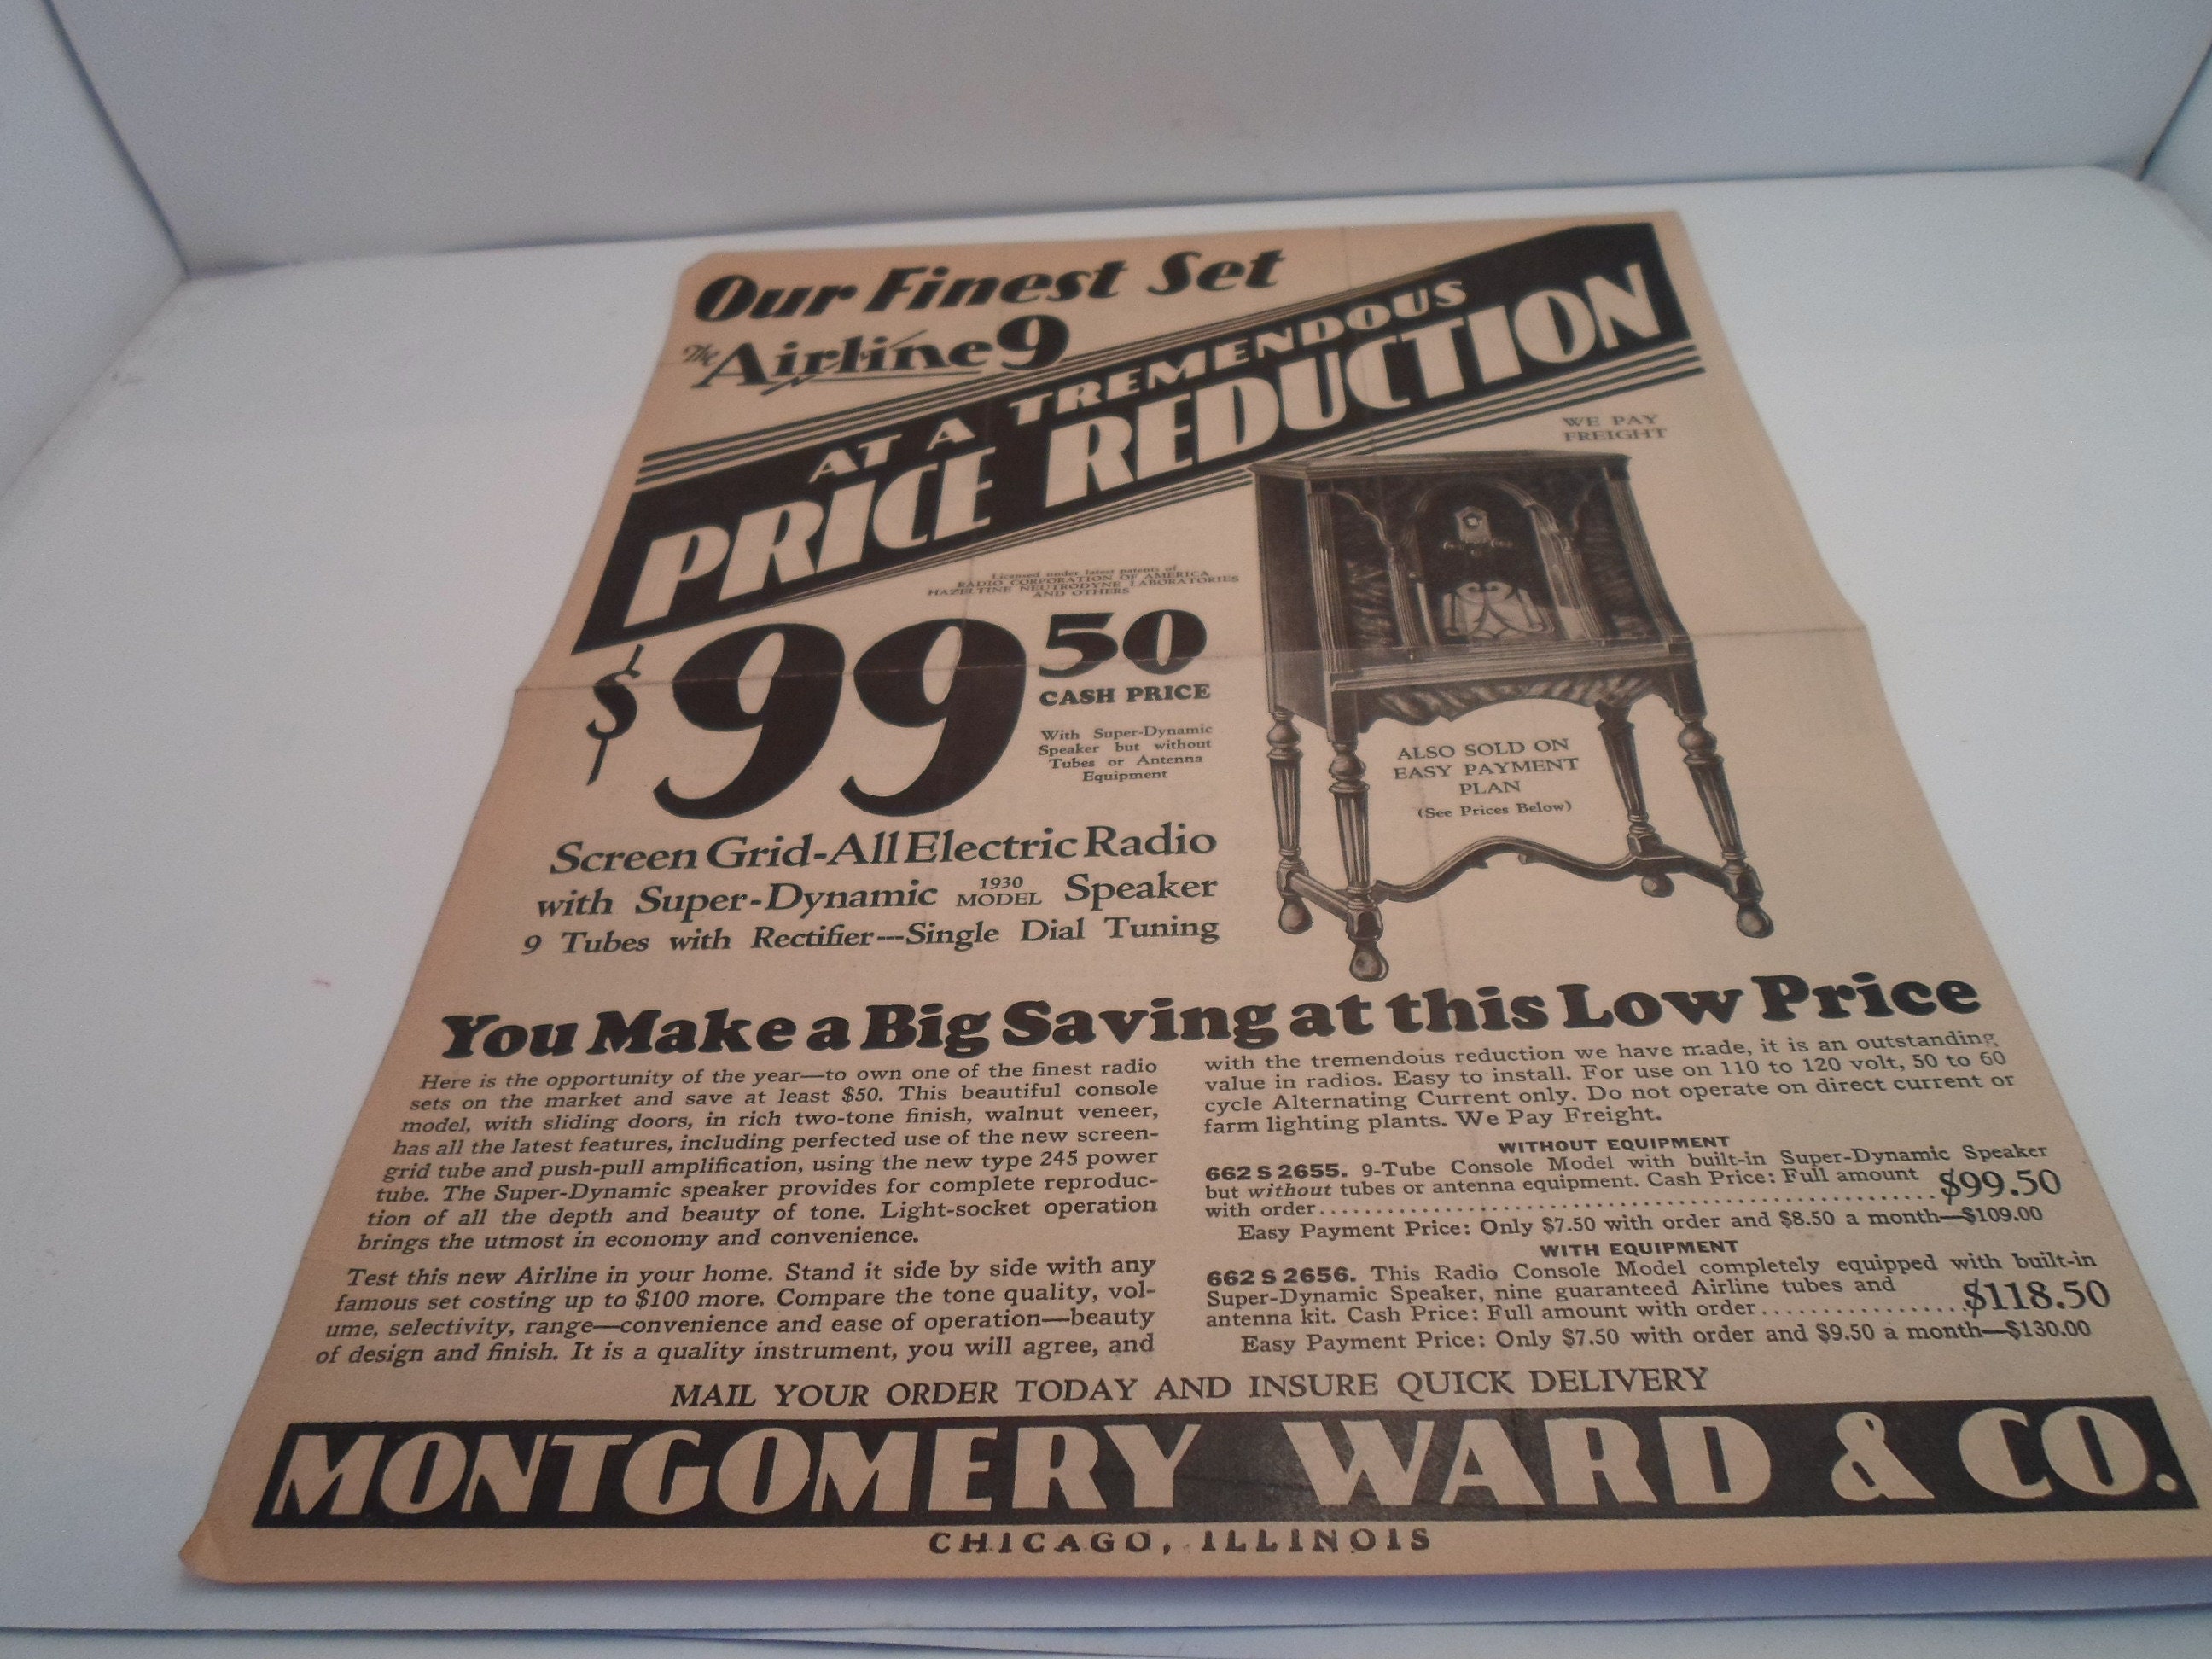 Our Finest Set
The Airline 9
AT A TREMENDOUS
PRICE REDUCTION
WE PAY
FREIGHT
Licensed under latest patents of
RADIO CORPORATION OF AMERICA
HAZELTINE NEUTRODYNE LABORATORIES
AND OTHERS
$99 50
CASH PRICE
With Super-Dynamic
Speaker but without
Tubes or Antenna
Equipment
ALSO SOLD ON
EASY PAYMENT
PLAN
(See Prices Below)
Screen Grid-All Electric Radio
with Super-Dynamic 1930 MODEL Speaker
9 Tubes with Rectifier---Single Dial Tuning
You Make a Big Saving at this Low Price
Here is the opportunity of the year—to own one of the finest radio
sets on the market and save at least $50. This beautiful console
model, with sliding doors, in rich two-tone finish, walnut veneer,
has all the latest features, including perfected use of the new screen-
grid tube and push-pull amplification, using the new type 245 power
tube. The Super-Dynamic speaker provides for complete reproduc-
tion of all the depth and beauty of tone. Light-socket operation
brings the utmost in economy and convenience.
Test this new Airline in your home. Stand it side by side with any
famous set costing up to $100 more. Compare the tone quality, vol-
ume, selectivity, range—convenience and ease of operation—beauty
of design and finish. It is a quality instrument, you will agree, and
with the tremendous reduction we have made, it is an outstanding
value in radios. Easy to install. For use on 110 to 120 volt, 50 to 60
cycle Alternating Current only. Do not operate on direct current or
farm lighting plants. We Pay Freight.
WITHOUT EQUIPMENT
662 S 2655. 9-Tube Console Model with built-in Super-Dynamic Speaker
but without tubes or antenna equipment. Cash Price: Full amount
with order........................................$99.50
Easy Payment Price: Only $7.50 with order and $8.50 a month—$109.00
WITH EQUIPMENT
662 S 2656. This Radio Console Model completely equipped with built-in
Super-Dynamic Speaker, nine guaranteed Airline tubes and
antenna kit. Cash Price: Full amount with order................$118.50
Easy Payment Price: Only $7.50 with order and $9.50 a month—$130.00
MAIL YOUR ORDER TODAY AND INSURE QUICK DELIVERY
MONTGOMERY WARD & CO.
CHICAGO, ILLINOIS